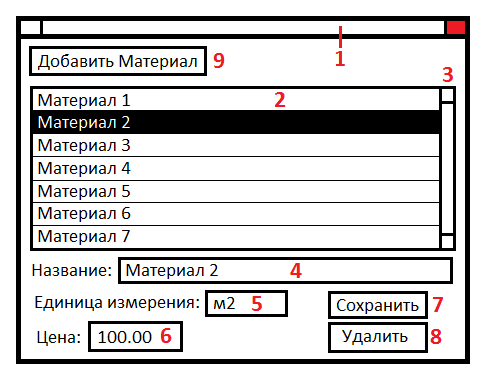 1
Добавить Материал 9
3
Материал 1 2
Материал 2
Материал 3
Материал 4
Материал 5
Материал 6
Материал 7
Название: Материал 2 4
Единица измерения: м2 5
Сохранить 7
Цена: 100.00 6
Удалить 8